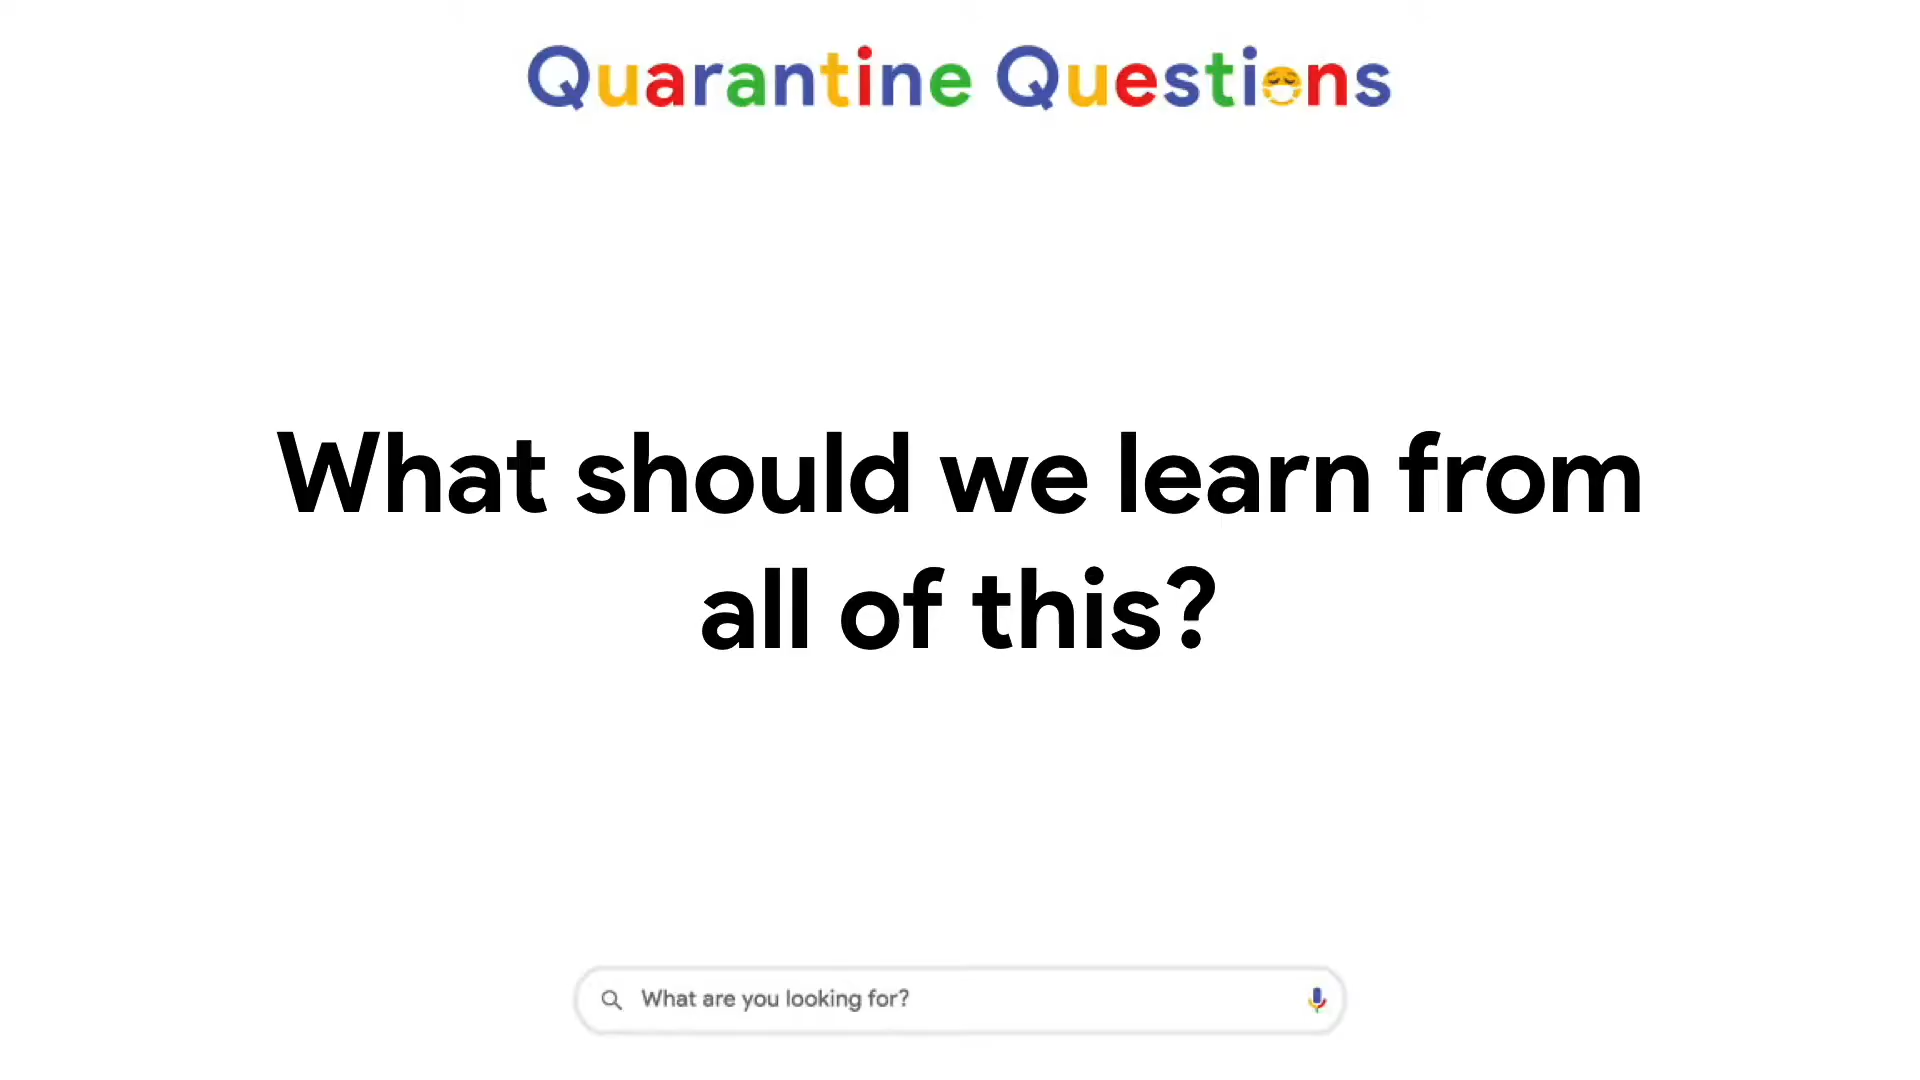 Quarantine Questions
What should we learn from
all of this?
What are you looking for?